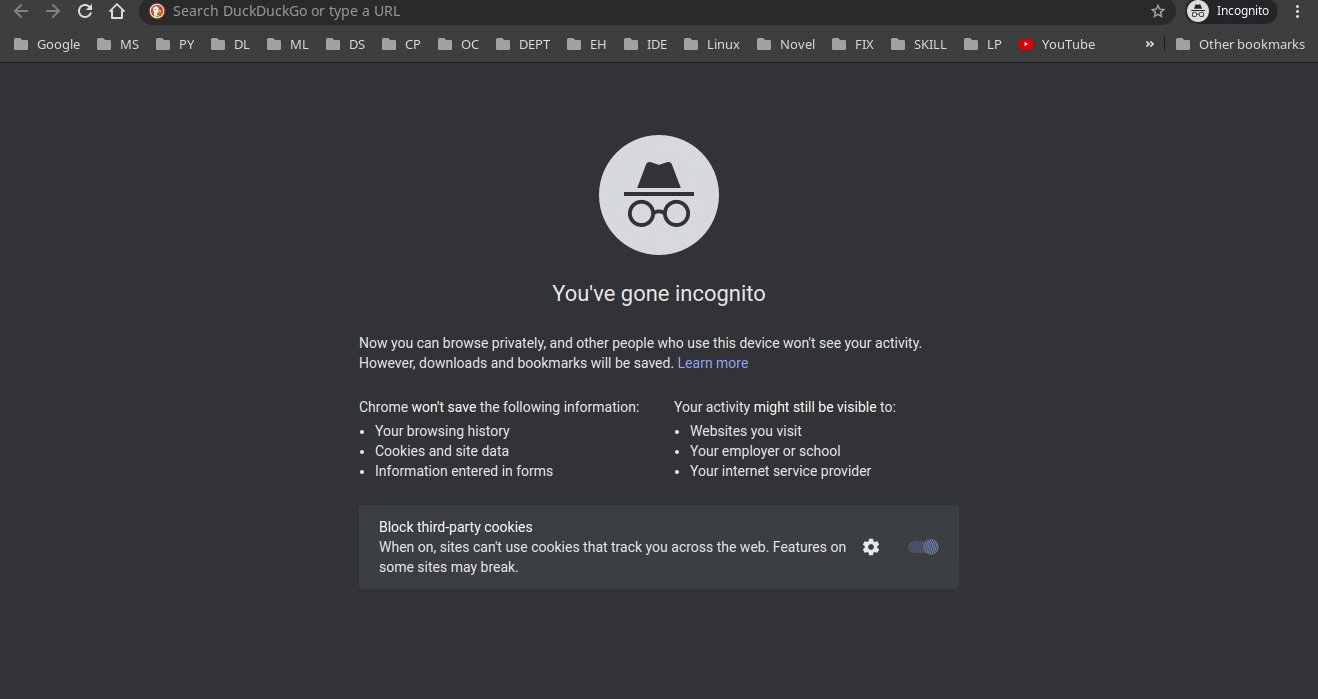 Search DuckDuckGo or type a URL Incognito
Google MS PY DL ML DS CP OC DEPT EH IDE Linux Novel FIX SKILL LP YouTube » Other bookmarks
You've gone incognito
Now you can browse privately, and other people who use this device won't see your activity.
However, downloads and bookmarks will be saved. Learn more
Chrome won't save the following information:
• Your browsing history
• Cookies and site data
• Information entered in forms
Your activity might still be visible to:
• Websites you visit
• Your employer or school
• Your internet service provider
Block third-party cookies
When on, sites can't use cookies that track you across the web. Features on
some sites may break.